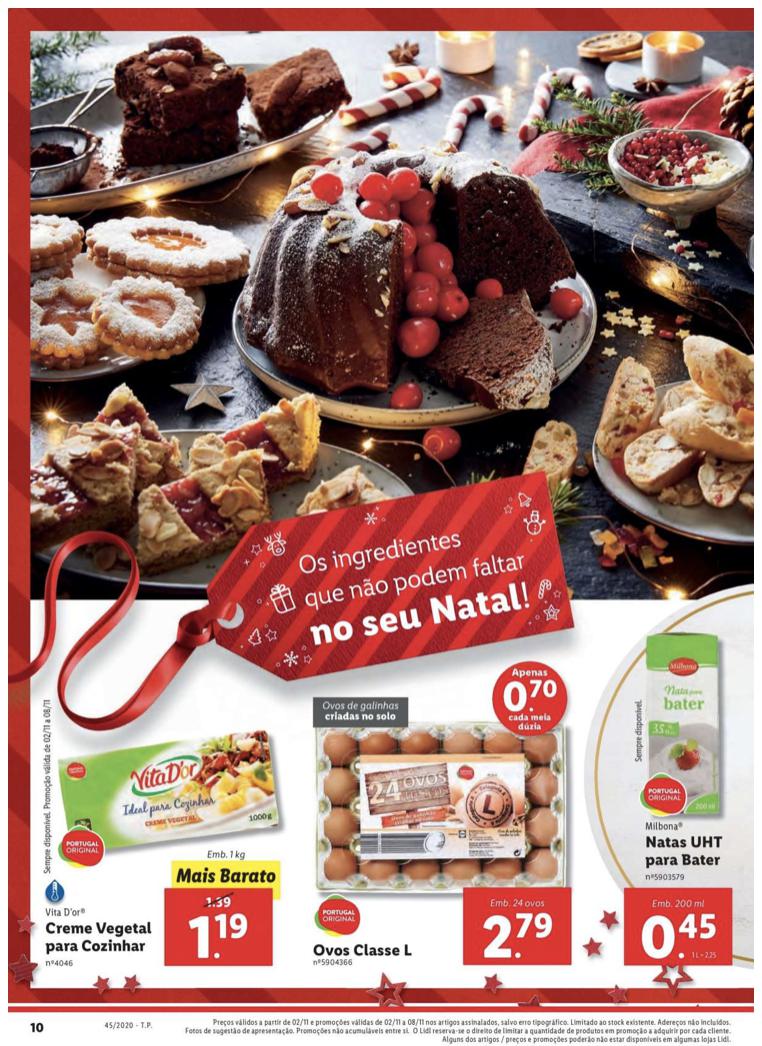 Os ingredientes
que não podem faltar
no seu Natal!
Apenas
0.70
cada meia
dúzia
Ovos de galinhas
criadas no solo
Sempre disponível. Promoção válida de 02/11 a 08/11
Vita D'or
Ideal para Cozinhar
CREME VEGETAL
1000 g
PORTUGAL
ORIGINAL
Emb. 1 kg
Mais Barato
1.39
1.19
Vita D'or®
Creme Vegetal
para Cozinhar
nº4046
24 OVOS
L
PORTUGAL
ORIGINAL
Ovos Classe L
nº5904366
Emb. 24 ovos
2.79
Sempre disponível.
Milbona
Nata para
bater
35%
PORTUGAL
ORIGINAL
200 ml
Milbona®
Natas UHT
para Bater
nº5903579
Emb. 200 ml
0.45
1 L = 2,25
10
45/2020 - T.P.
Preços válidos a partir de 02/11 e promoções válidas de 02/11 a 08/11 nos artigos assinalados, salvo erro tipográfico. Limitado ao stock existente. Adereços não incluídos.
Fotos de sugestão de apresentação. Promoções não acumuláveis entre si. O Lidl reserva-se o direito de limitar a quantidade de produtos em promoção a adquirir por cada cliente.
Alguns dos artigos / preços e promoções poderão não estar disponíveis em algumas lojas Lidl.